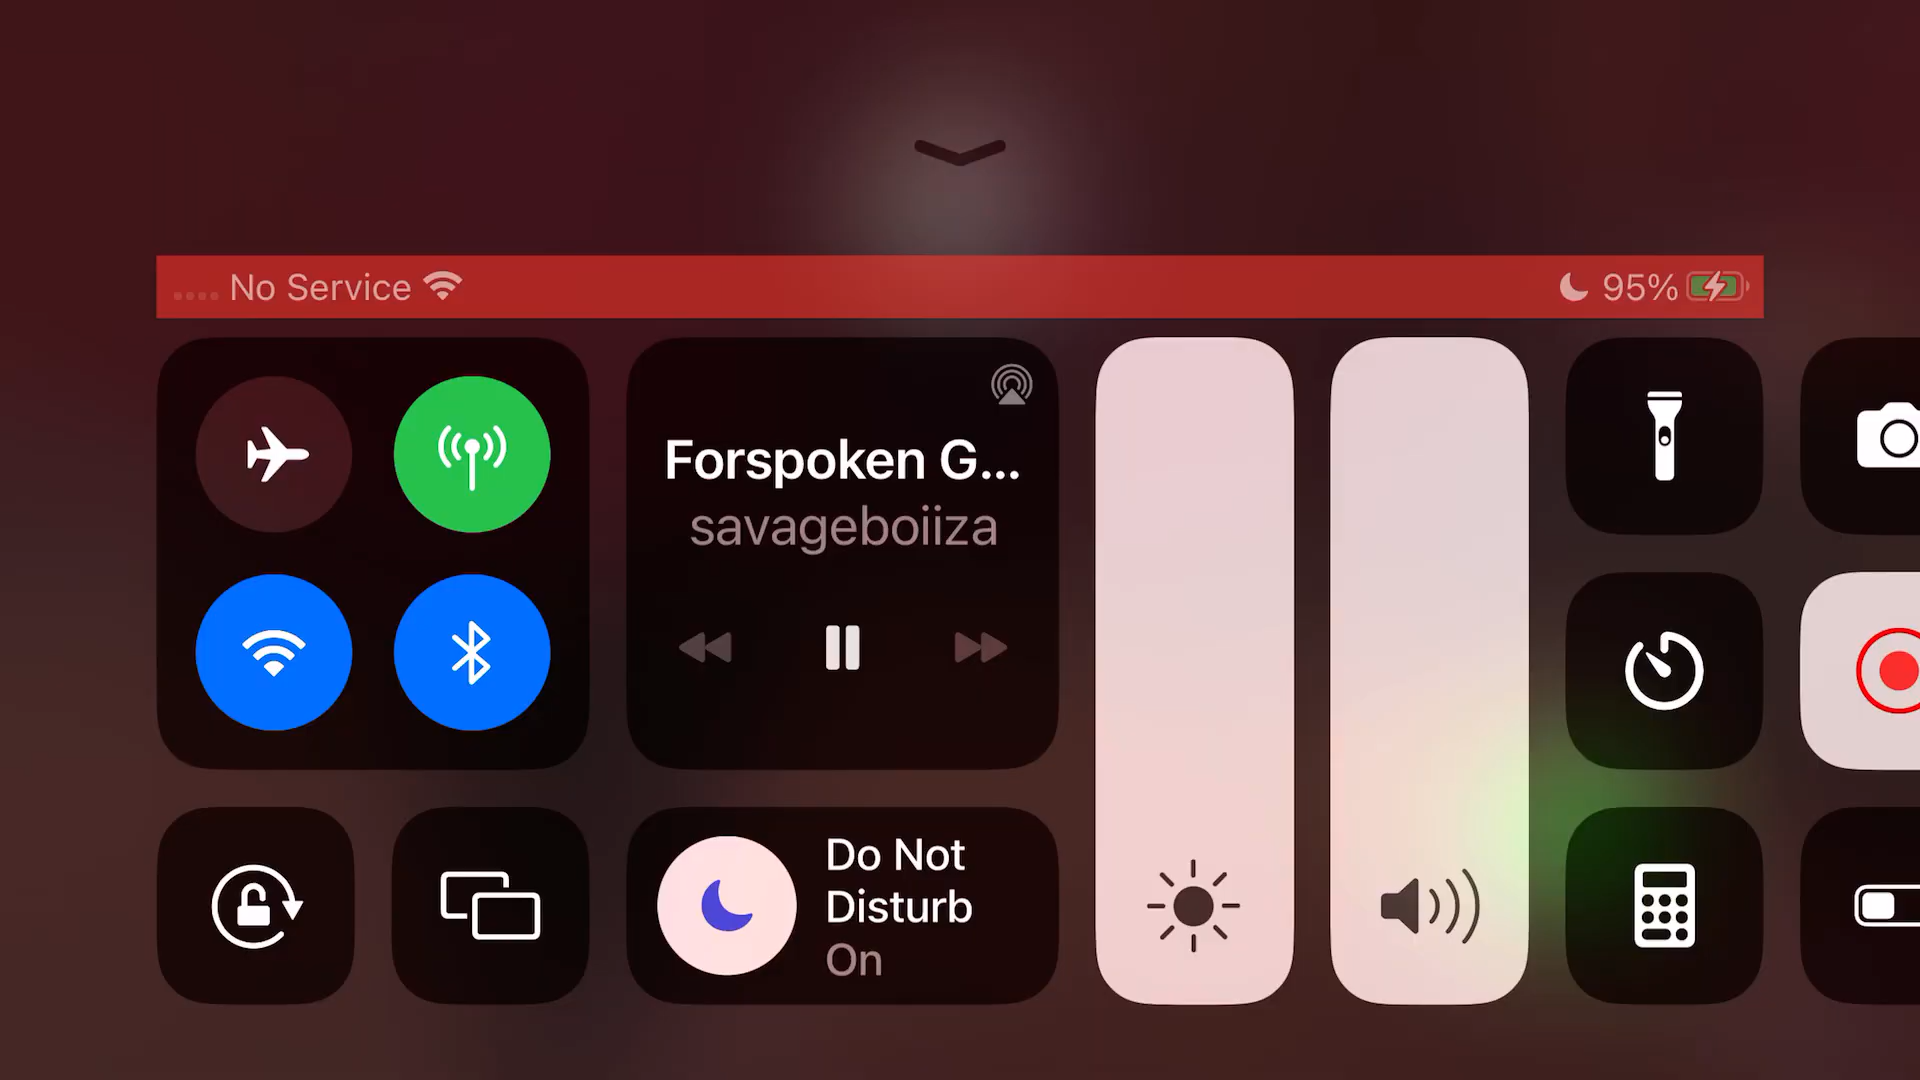 No Service
95%
Forspoken G...
savageboiiza
Do Not
Disturb
On